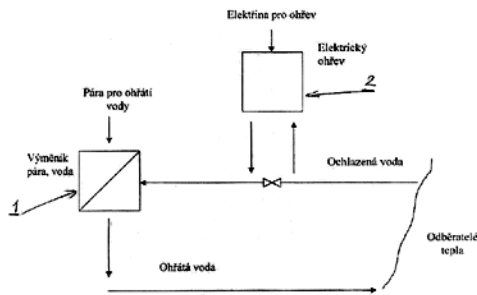 Elektřina pro ohřev
Elektrický
ohřev
2
Pára pro ohřátí
vody
Výměník
pára, voda
Ochlazená voda
1
Odběratelé
tepla
Ohřátá voda